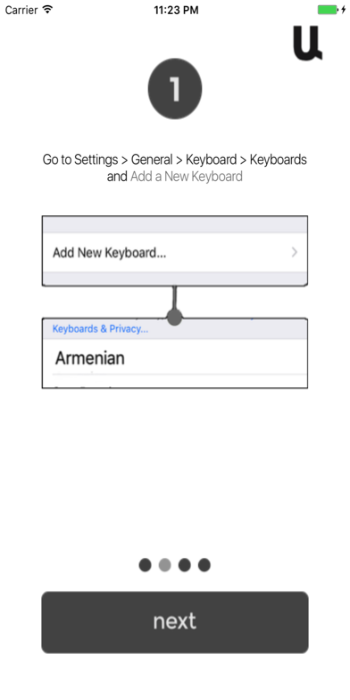 Carrier 11:23 PM
u
1
Go to Settings > General > Keyboard > Keyboards
and Add a New Keyboard
Add New Keyboard...
Keyboards & Privacy...
Armenian
next